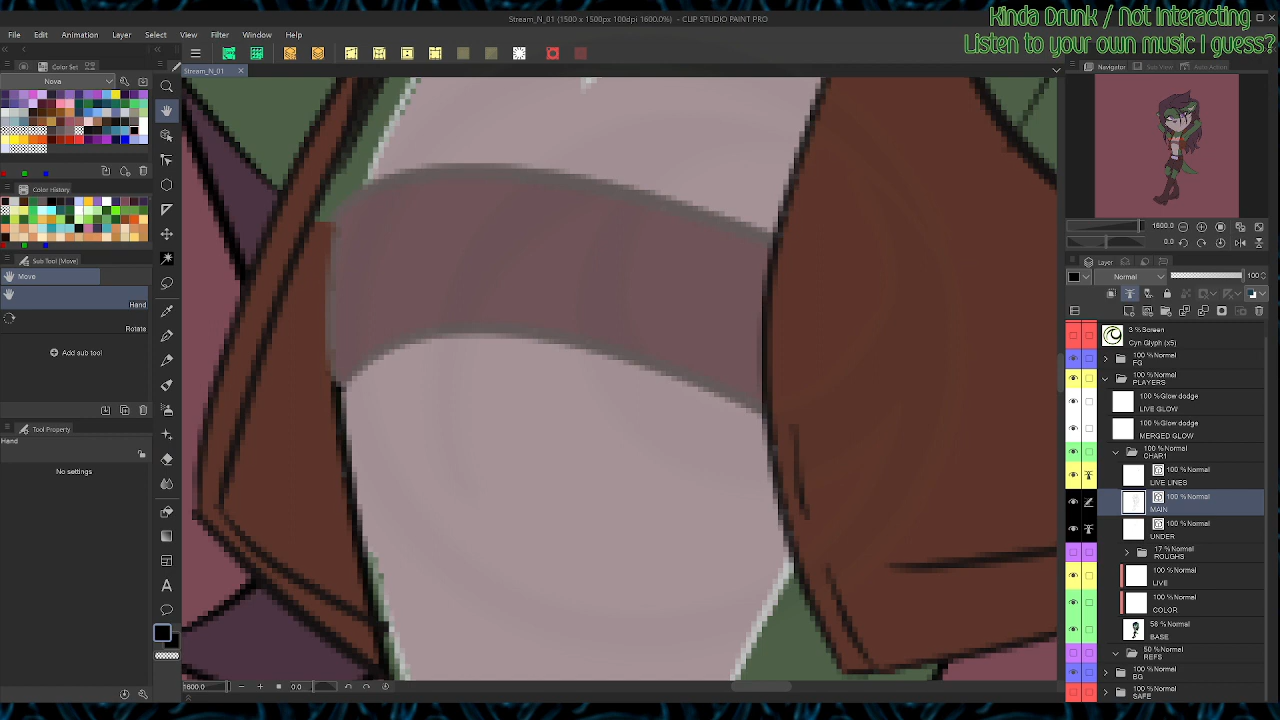 Stream_N_01 (1500 x 1500px 100dpi 1600.0%) - CLIP STUDIO PAINT PRO
Kinda Drunk / Not Interacting
Listen to your own music I guess?
File Edit Animation Layer Select View Filter Window Help
Color Set
Stream_N_01
Navigator Sub View Auto Action
Nova
Color History
1600.0
0.0
Sub Tool (Move)
Move
Layer
Hand
Normal 100
Rotate
Add sub tool
3 %Screen
Cyn Glyph (x5)
100 %Normal
FG
100 %Normal
PLAYERS
100 %Glow dodge
LIVE GLOW
100 %Glow dodge
MERGED GLOW
Tool Property
Hand
No settings
100 %Normal
CHAR1
100 %Normal
LIVE LINES
100 %Normal
MAIN
100 %Normal
UNDER
17 %Normal
ROUGHS
100 %Normal
LIVE
100 %Normal
COLOR
58 %Normal
BASE
50 %Normal
REFS
100 %Normal
BG
100 %Normal
SAFE
1600.0 0.0